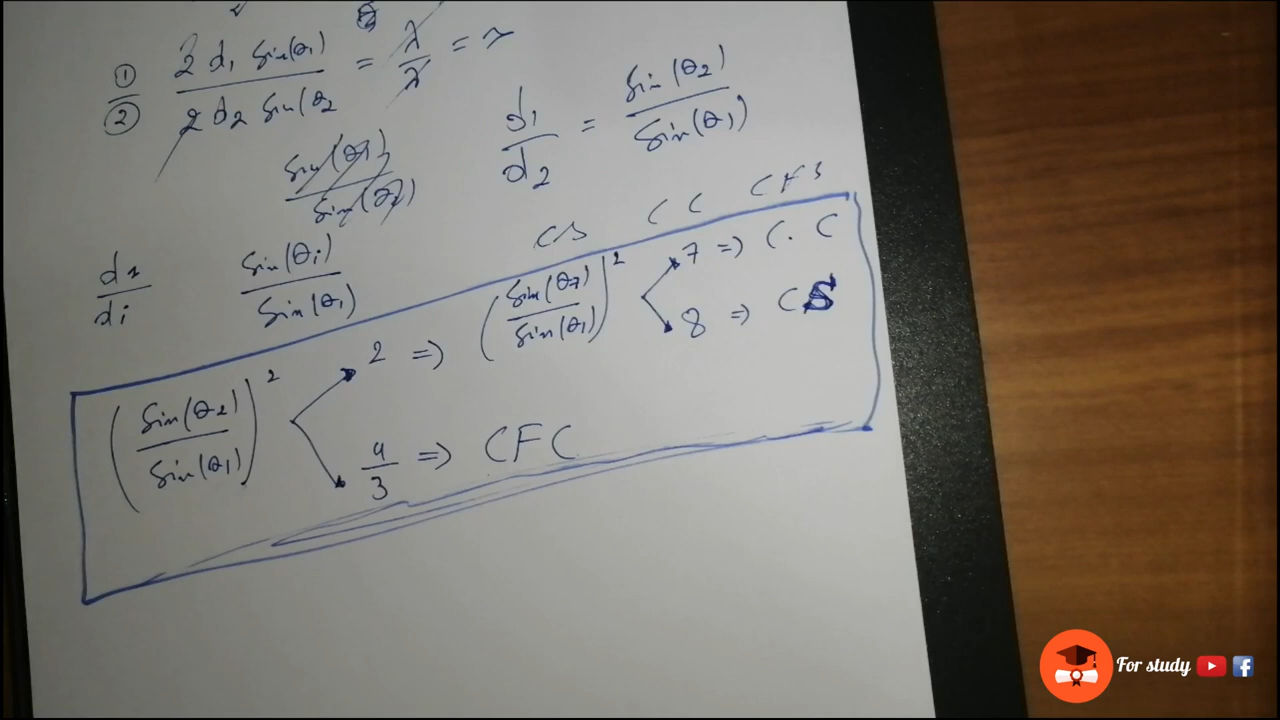 ① / ② 2 d1 sin(θ1) / 2 d2 sin(θ2 = λ / λ = 1
d1 / d2 = sin(θ2) / sin(θ1)
sin(θ1) / sin(θ2)
d1 / di sin(θi) / sin(θ1)
CS CC CFS
(sin(θ2) / sin(θ1))² 2 => (sin(θ7) / sin(θ1))² 7 => C.C
8 => CS
4/3 => CFC
For study